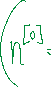 (n^[0] =